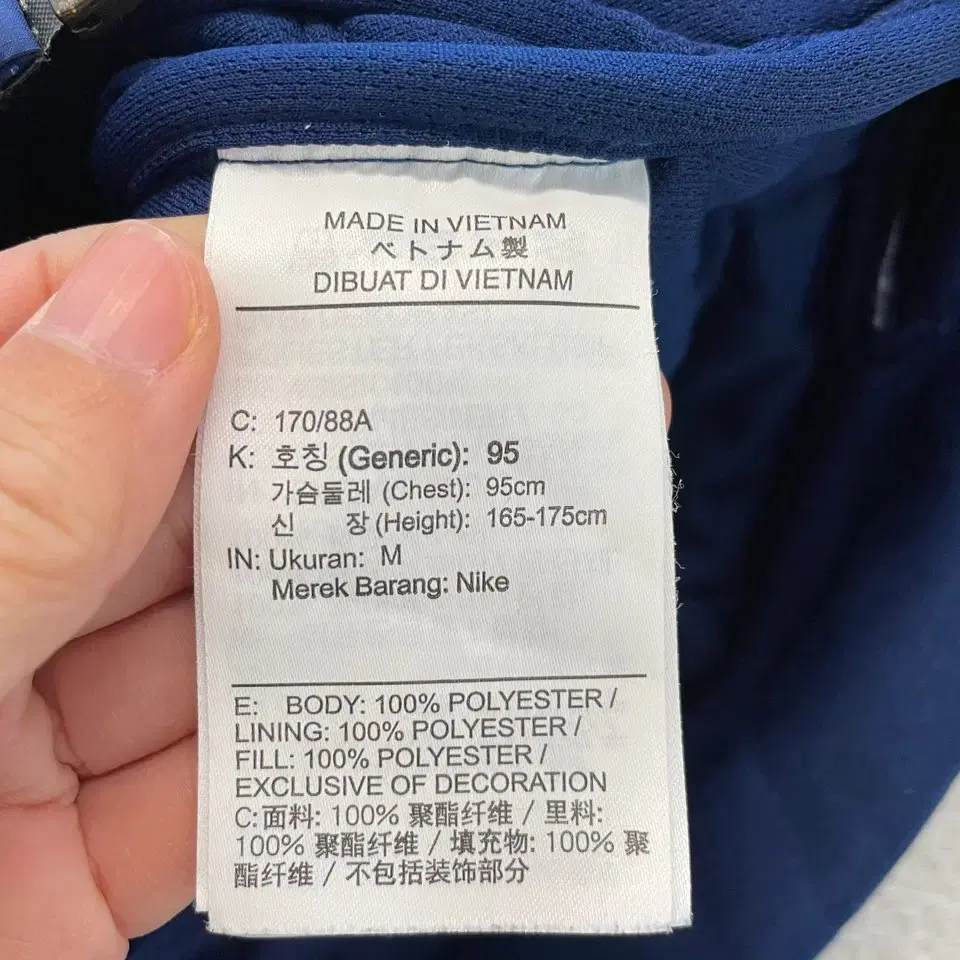 MADE IN VIETNAM
ベトナム製
DIBUAT DI VIETNAM
C: 170/88A
K: 호칭 (Generic): 95
가슴둘레 (Chest): 95cm
신 장 (Height): 165-175cm
IN: Ukuran: M
Merek Barang: Nike
E: BODY: 100% POLYESTER /
LINING: 100% POLYESTER /
FILL: 100% POLYESTER /
EXCLUSIVE OF DECORATION
C:面料: 100% 聚酯纤维 / 里料:
100% 聚酯纤维 / 填充物: 100% 聚
酯纤维 / 不包括装饰部分